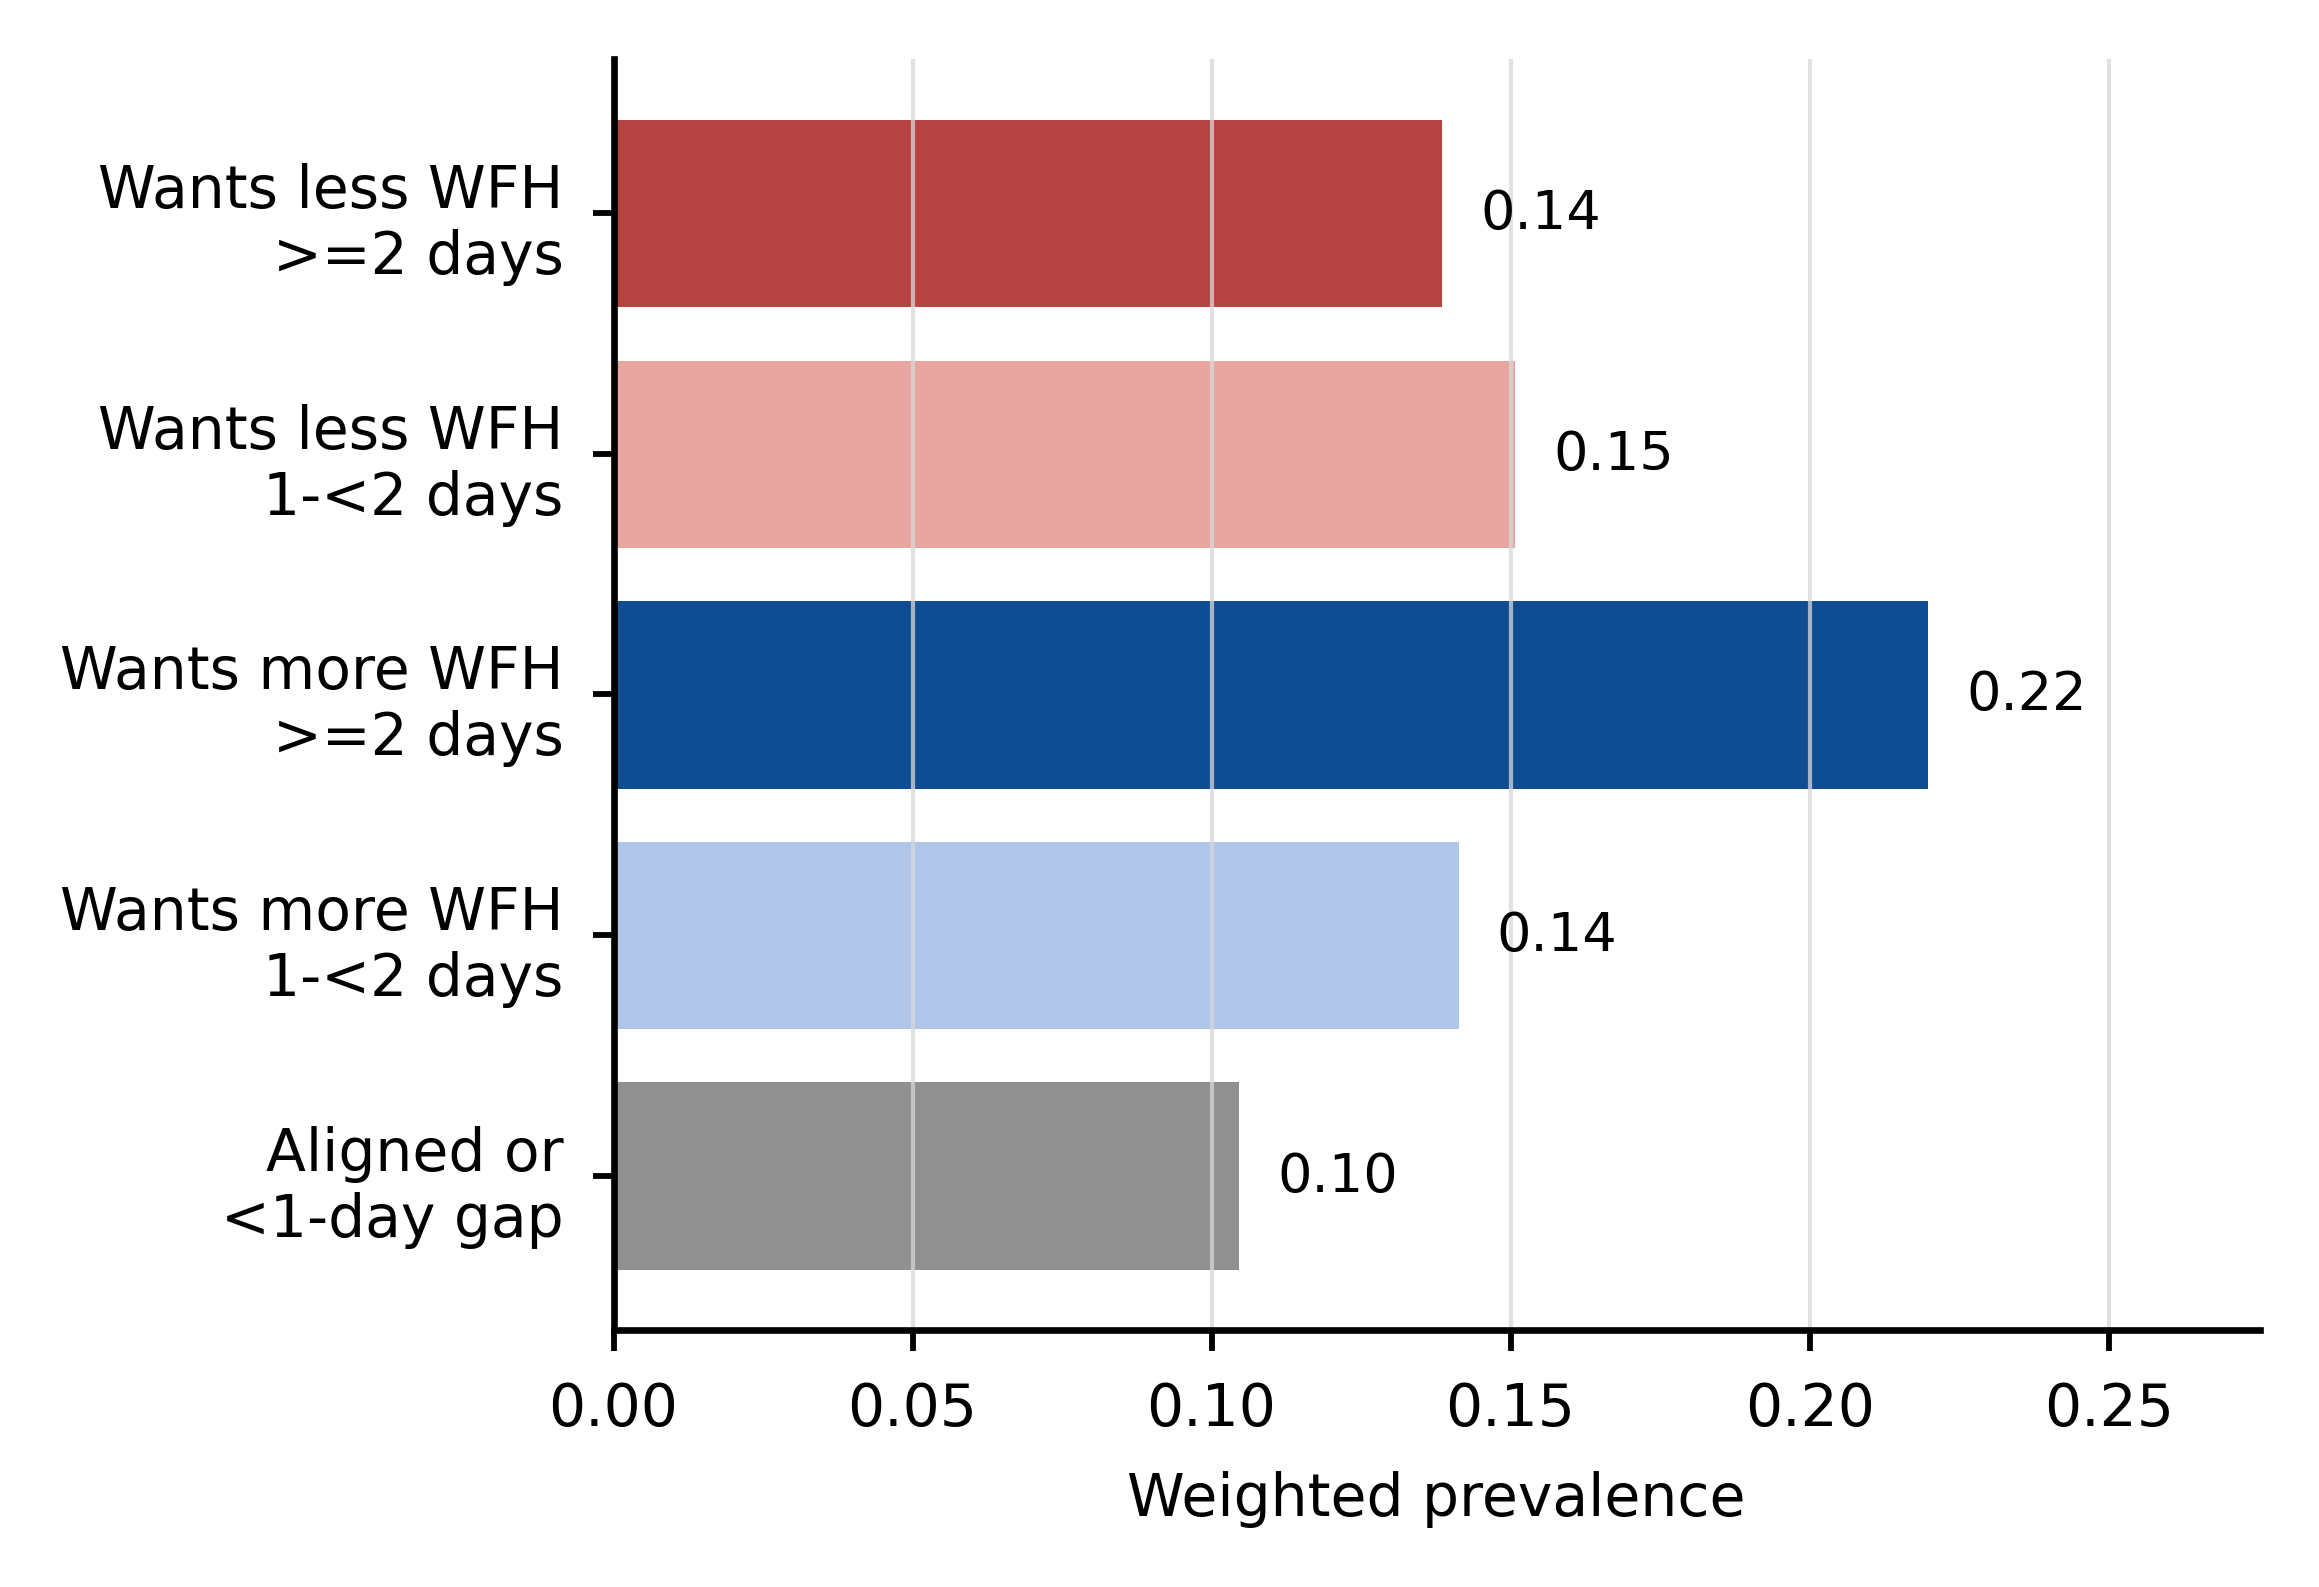 Wants less WFH
>=2 days
0.14
Wants less WFH
1-<2 days
0.15
Wants more WFH
>=2 days
0.22
Wants more WFH
1-<2 days
0.14
Aligned or
<1-day gap
0.10
0.00 0.05 0.10 0.15 0.20 0.25
Weighted prevalence